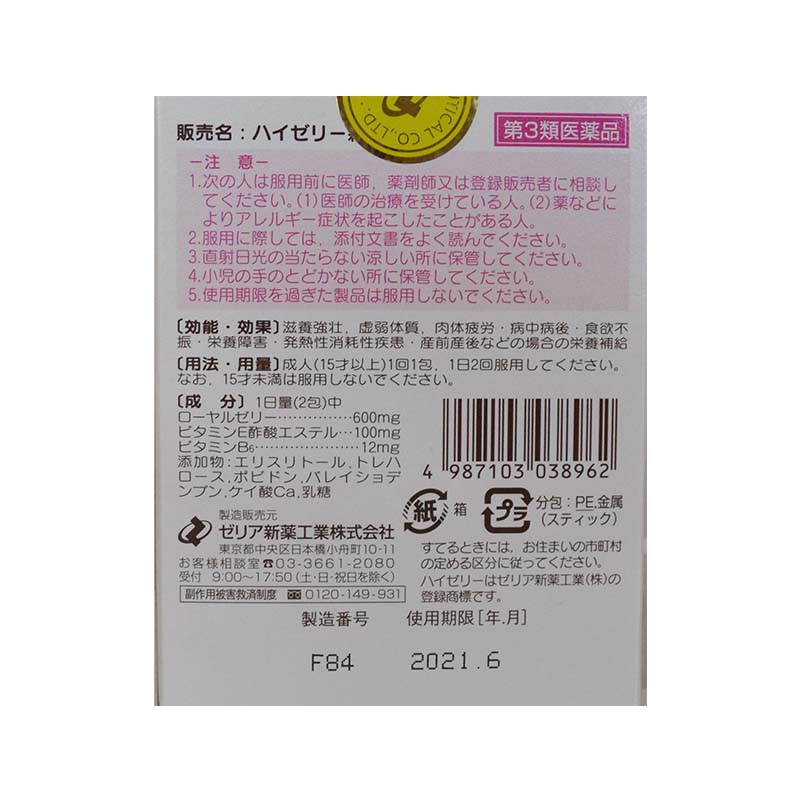 TICAL CO.,LTD.
販売名：ハイゼリー
第3類医薬品
－注 意－
1.次の人は服用前に医師，薬剤師又は登録販売者に相談し
てください。(1)医師の治療を受けている人。(2)薬などに
よりアレルギー症状を起こしたことがある人。
2.服用に際しては，添付文書をよく読んでください。
3.直射日光の当たらない涼しい所に保管してください。
4.小児の手のとどかない所に保管してください。
5.使用期限を過ぎた製品は服用しないでください。
〔効能・効果〕滋養強壮，虚弱体質，肉体疲労・病中病後・食欲不
振・栄養障害・発熱性消耗性疾患・産前産後などの場合の栄養補給
〔用法・用量〕成人(15才以上)1回1包，1日2回服用してください。
なお，15才未満は服用しないでください。
〔成 分〕1日量(2包)中
ローヤルゼリー……………600mg
ビタミンE酢酸エステル…100mg
ビタミンB6…………………12mg
添加物：エリスリトール，トレハ
ロース，ポビドン，バレイショデ
ンプン，ケイ酸Ca，乳糖
4 987103 038962
紙 箱
プラ 分包：PE,金属
(スティック)
製造販売元
ゼリア新薬工業株式会社
東京都中央区日本橋小舟町10-11
お客様相談室☎03-3661-2080
受付 9:00～17:50(土・日・祝日を除く)
副作用被害救済制度 ☎0120-149-931
すてるときには，お住まいの市町村
の定める区分に従ってください。
ハイゼリーはゼリア新薬工業(株)の
登録商標です。
製造番号 使用期限[年.月]
F84 2021.6